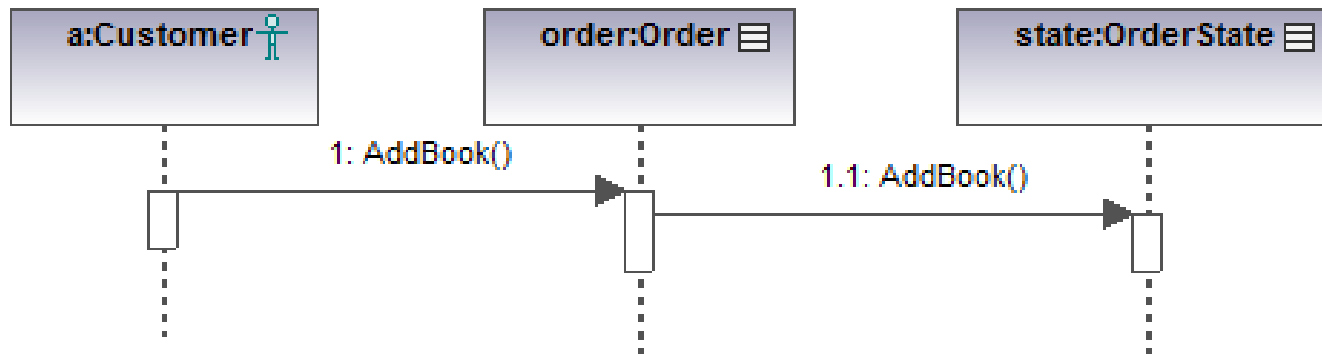 a:Customer
order:Order
state:OrderState
1: AddBook()
1.1: AddBook()